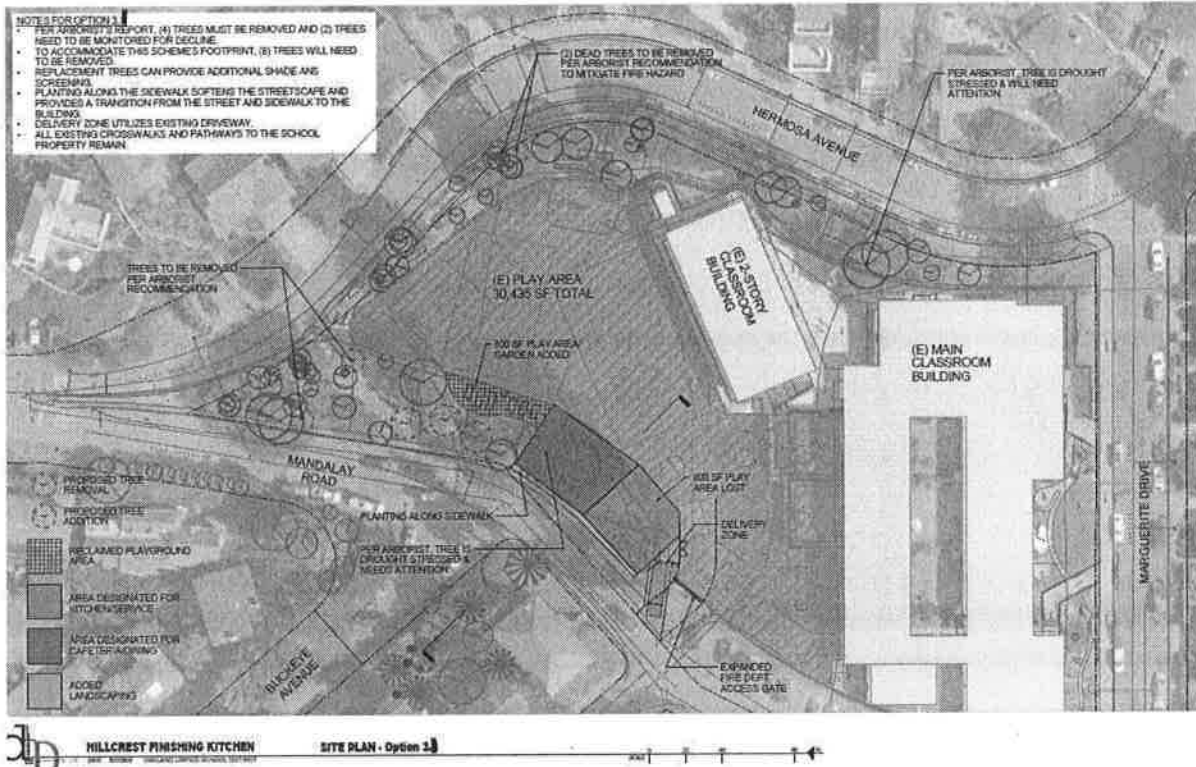 NOTES FOR OPTION 3.
• PER ARBORIST'S REPORT, (4) TREES MUST BE REMOVED AND (2) TREES
NEED TO BE MONITORED FOR DECLINE.
• TO ACCOMMODATE THIS SCHEME'S FOOTPRINT, (6) TREES WILL NEED
TO BE REMOVED.
• REPLACEMENT TREES CAN PROVIDE ADDITIONAL SHADE ANS
SCREENING.
• PLANTING ALONG THE SIDEWALK SOFTENS THE STREETSCAPE AND
PROVIDES A TRANSITION FROM THE STREET AND SIDEWALK TO THE
BUILDING.
• DELIVERY ZONE UTILIZES EXISTING DRIVEWAY.
• ALL EXISTING CROSSWALKS AND PATHWAYS TO THE SCHOOL
PROPERTY REMAIN.
(2) DEAD TREES TO BE REMOVED
PER ARBORIST RECOMMENDATION
TO MITIGATE FIRE HAZARD
PER ARBORIST, TREE IS DROUGHT
STRESSED & WILL NEED
ATTENTION.
HERMOSA AVENUE
TREES TO BE REMOVED
PER ARBORIST
RECOMMENDATION
(E) PLAY AREA
30,435 SF TOTAL
(E) 2-STORY
CLASSROOM
BUILDING
(E) MAIN
CLASSROOM
BUILDING
PLAY AREA
GARDEN ADDED
MANDALAY
ROAD
SF PLAY
AREA LOST
PROPOSED TREE
REMOVAL
PROPOSED TREE
ADDITION
PLANTING ALONG SIDEWALK
DELIVERY
ZONE
MARGUERITE DRIVE
RECLAIMED PLAYGROUND
AREA
PER ARBORIST, TREE IS
DROUGHT STRESSED &
NEEDS ATTENTION
AREA DESIGNATED FOR
KITCHEN/SERVICE
AREA DESIGNATED FOR
CAFETERIA/DINING
ADDED
LANDSCAPING
BUCKEYE
AVENUE
EXPANDED
FIRE DEPT.
ACCESS GATE
HILLCREST FINISHING KITCHEN
SITE PLAN - Option
OAKLAND UNIFIED SCHOOL DISTRICT